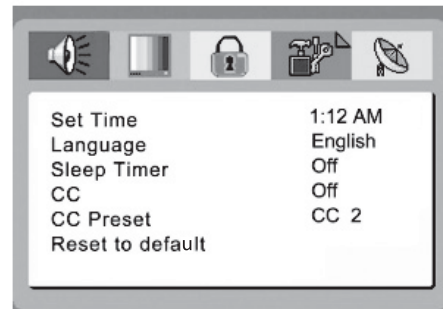 Set Time 1:12 AM
Language English
Sleep Timer Off
CC Off
CC Preset CC 2
Reset to default